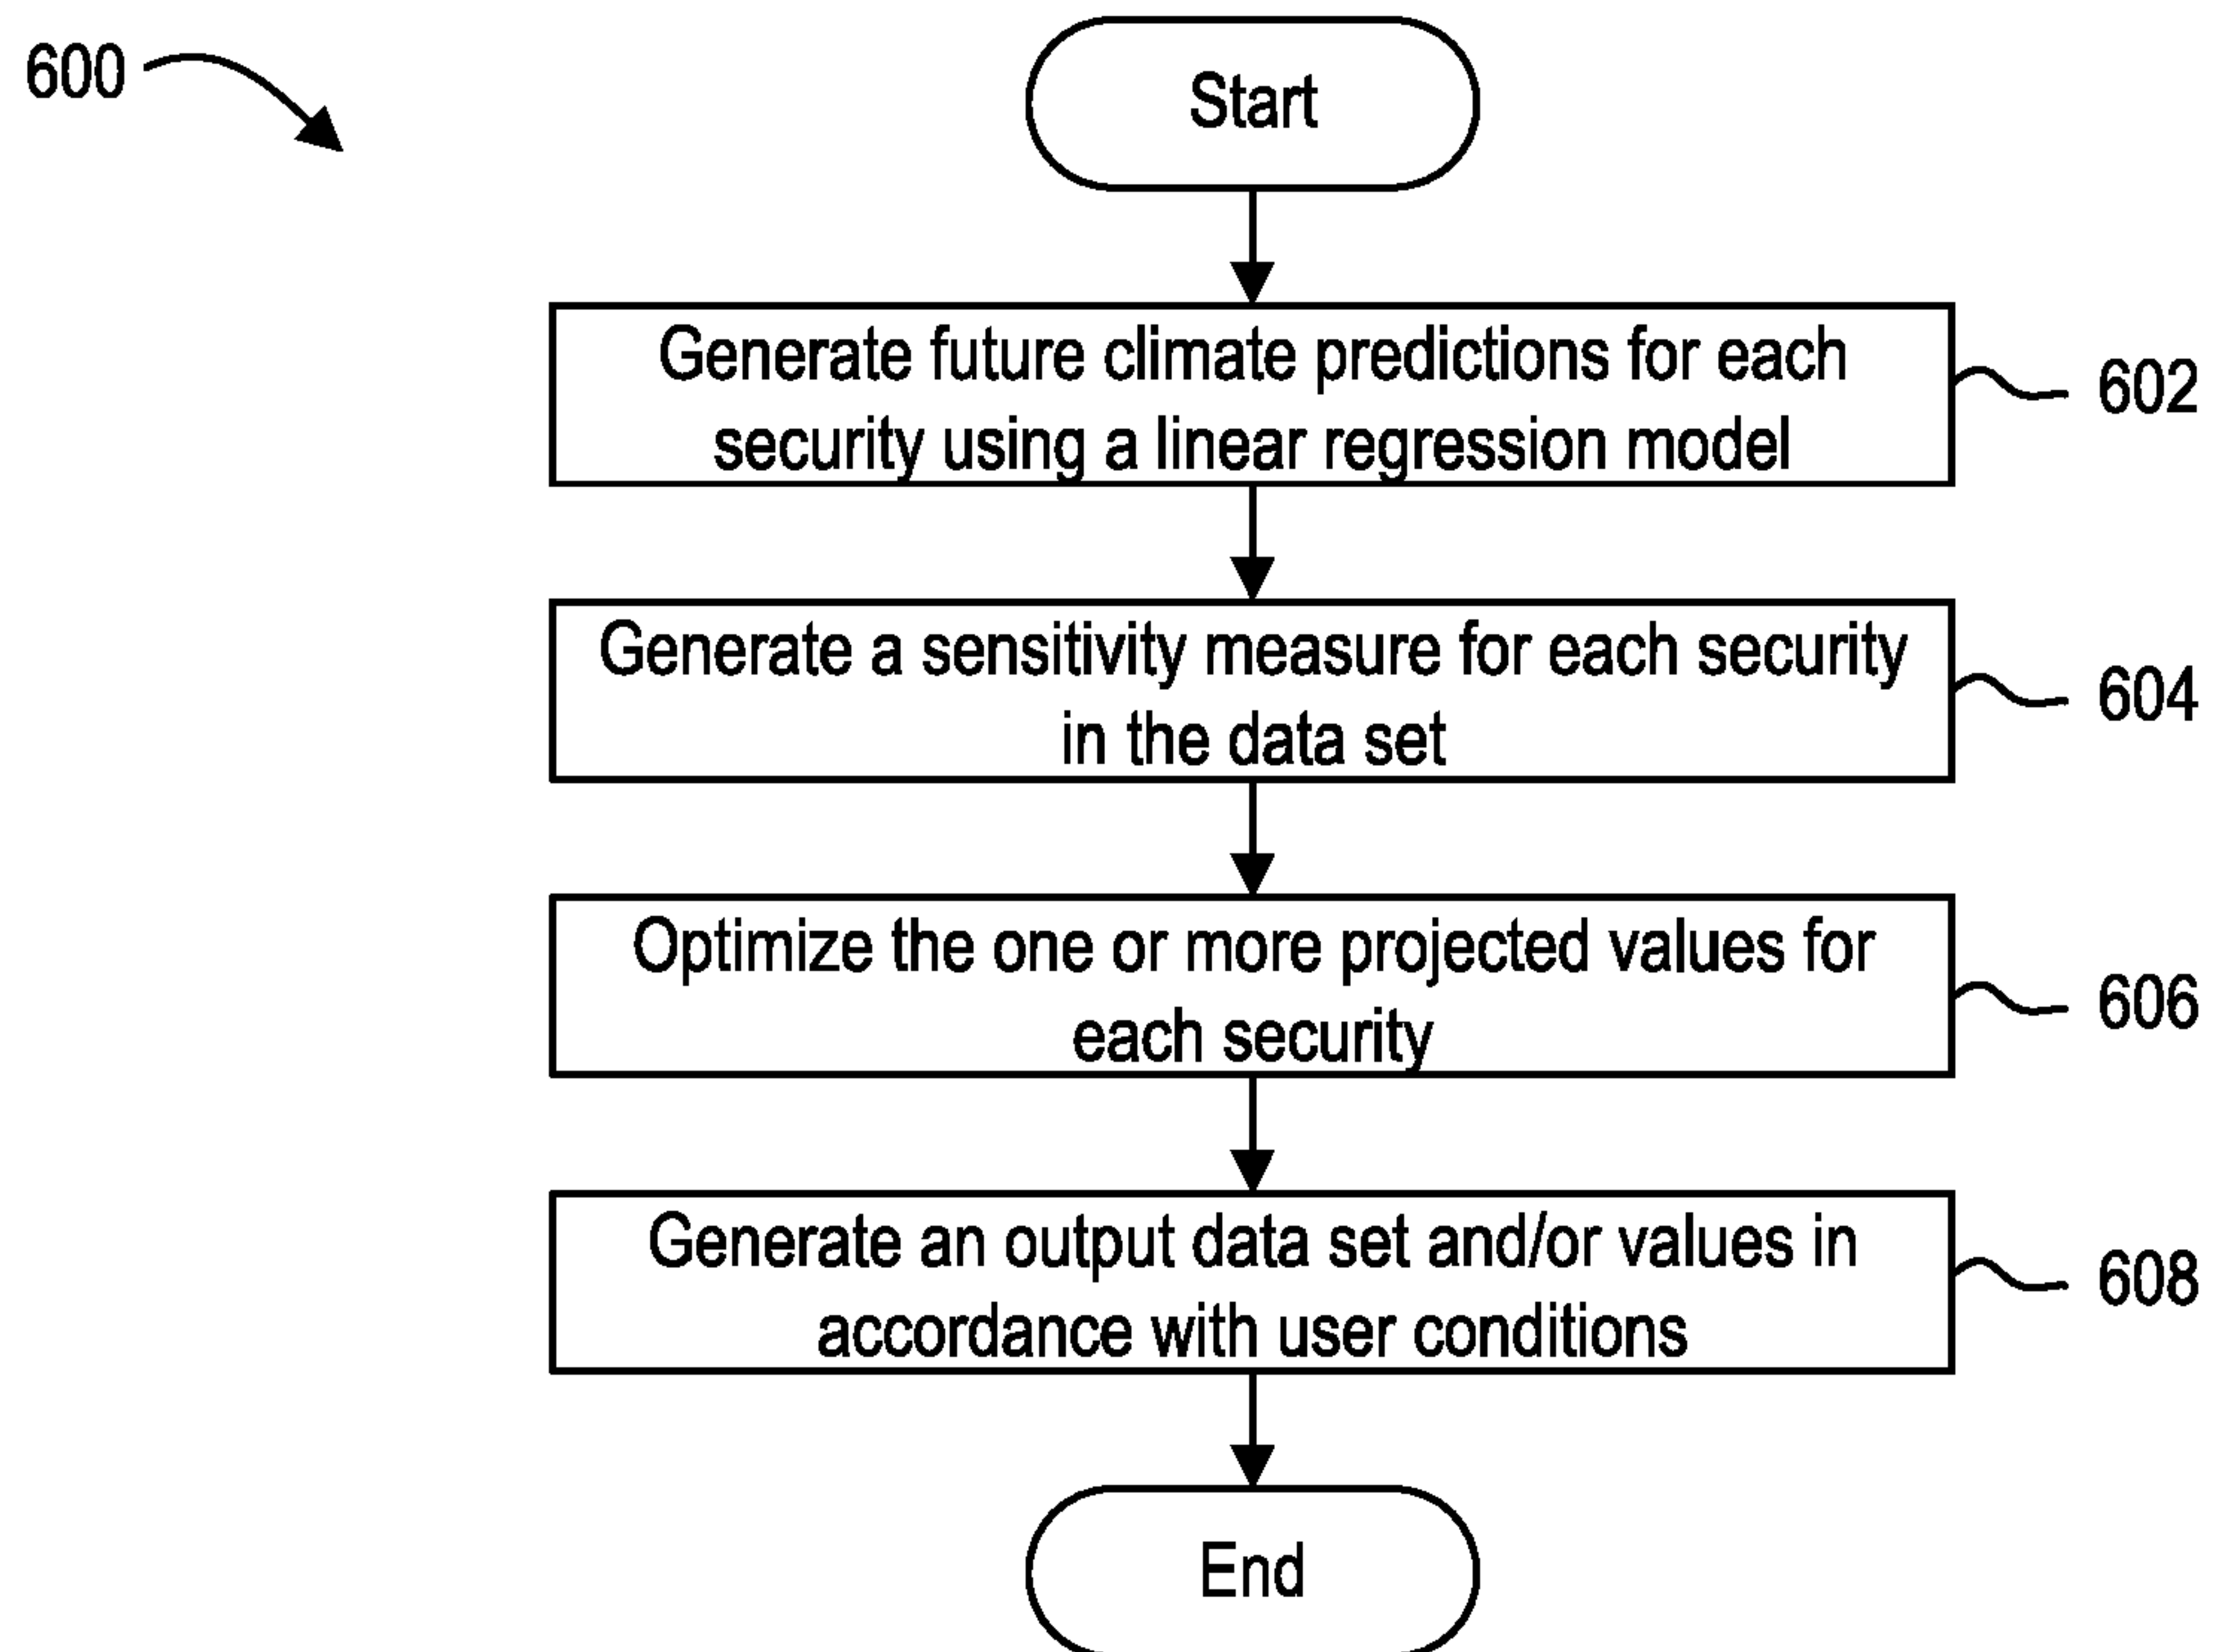 600
Start
Generate future climate predictions for each
security using a linear regression model
602
Generate a sensitivity measure for each security
in the data set
604
Optimize the one or more projected values for
each security
606
Generate an output data set and/or values in
accordance with user conditions
608
End